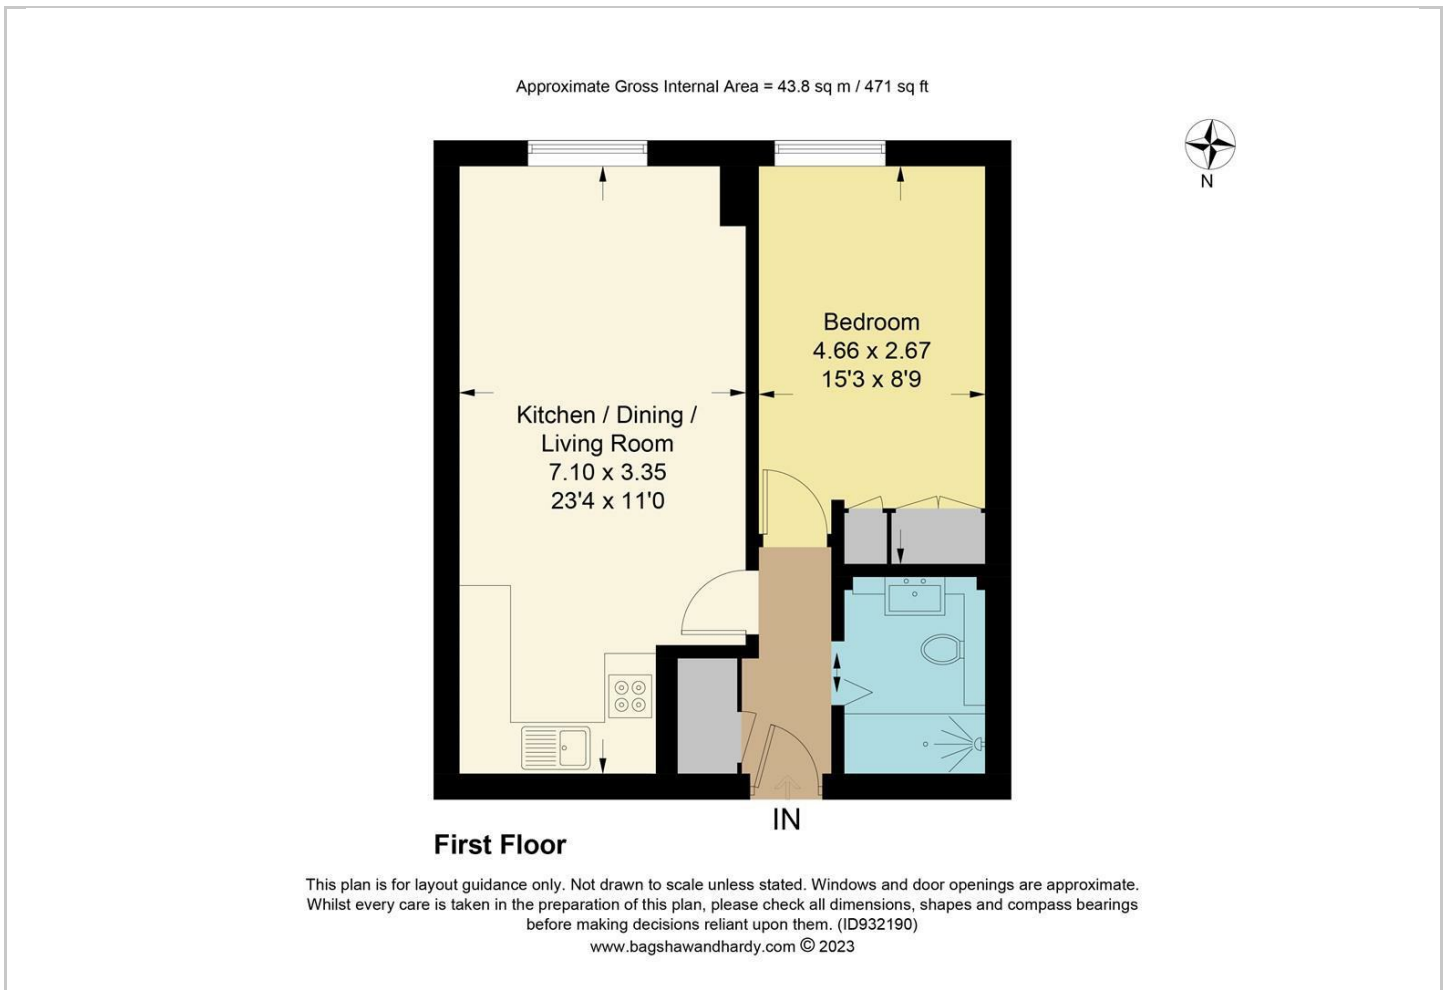 Approximate Gross Internal Area = 43.8 sq m / 471 sq ft
N
Bedroom
4.66 x 2.67
15'3 x 8'9
Kitchen / Dining /
Living Room
7.10 x 3.35
23'4 x 11'0
IN
First Floor
This plan is for layout guidance only. Not drawn to scale unless stated. Windows and door openings are approximate.
Whilst every care is taken in the preparation of this plan, please check all dimensions, shapes and compass bearings
before making decisions reliant upon them. (ID932190)
www.bagshawandhardy.com © 2023